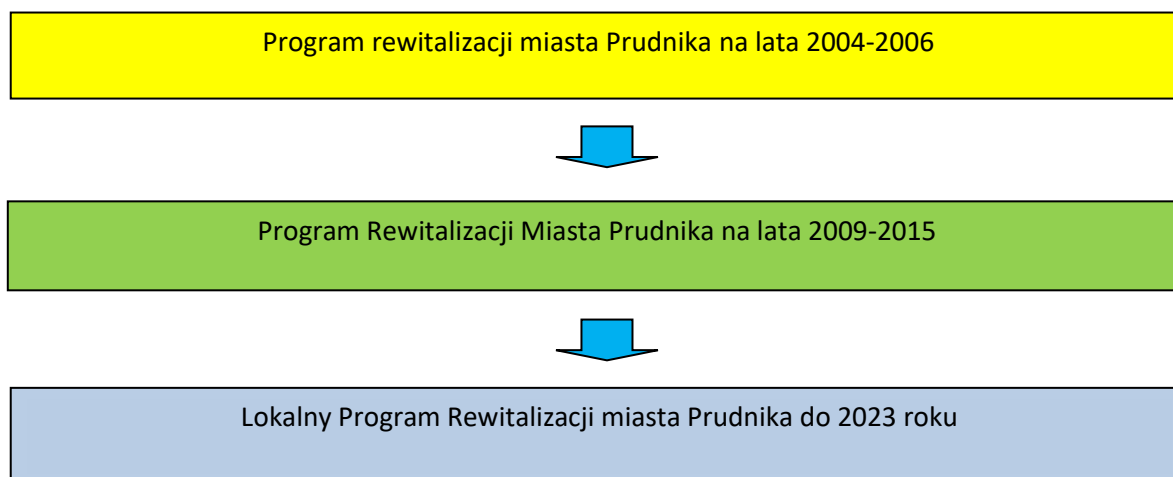 Program rewitalizacji miasta Prudnika na lata 2004-2006
Program Rewitalizacji Miasta Prudnika na lata 2009-2015
Lokalny Program Rewitalizacji miasta Prudnika do 2023 roku